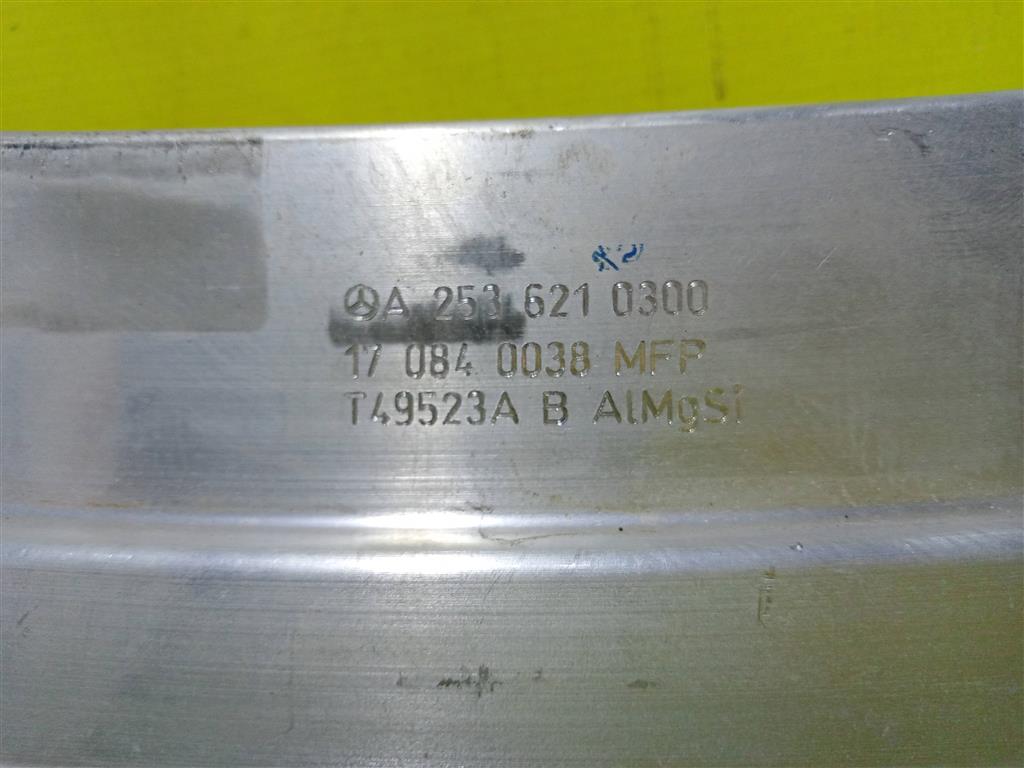 A 253 621 0300
17 084 0038 MFP
T49523A B AlMgSi